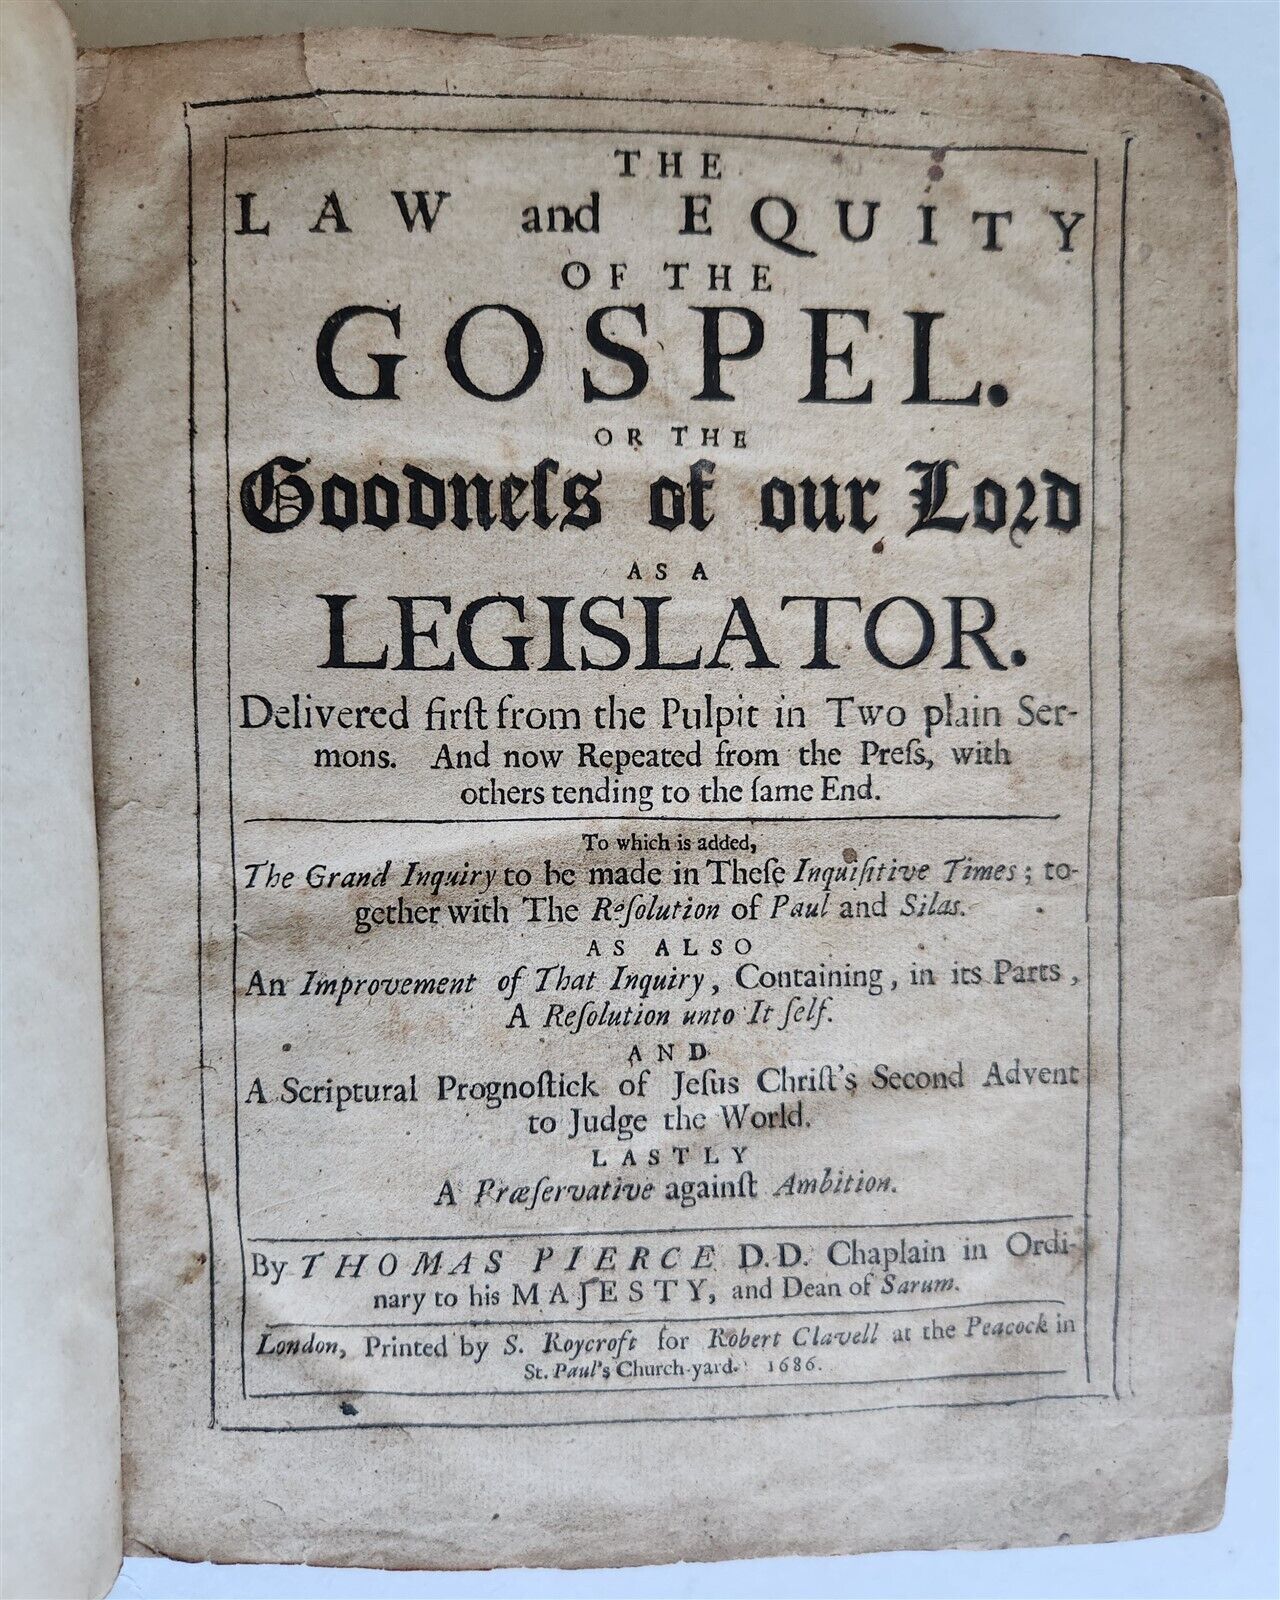 THE
LAW and EQUITY
OF THE
GOSPEL.
OR THE
Goodneſs of our Lord
AS A
LEGISLATOR.
Delivered firſt from the Pulpit in Two plain Ser-
mons. And now Repeated from the Preſs, with
others tending to the ſame End.
To which is added,
The Grand Inquiry to be made in Theſe Inquiſitive Times; to-
gether with The Reſolution of Paul and Silas.
AS ALSO
An Improvement of That Inquiry, Containing, in its Parts,
A Reſolution unto It ſelf.
AND
A Scriptural Prognoſtick of Jeſus Chriſt's Second Advent
to Judge the World.
LASTLY
A Præſervative againſt Ambition.
By THOMAS PIERCE D.D. Chaplain in Ordi-
nary to his MAJESTY, and Dean of Sarum.
London, Printed by S. Roycroft for Robert Clavell at the Peacock in
St. Paul's Church-yard. 1686.